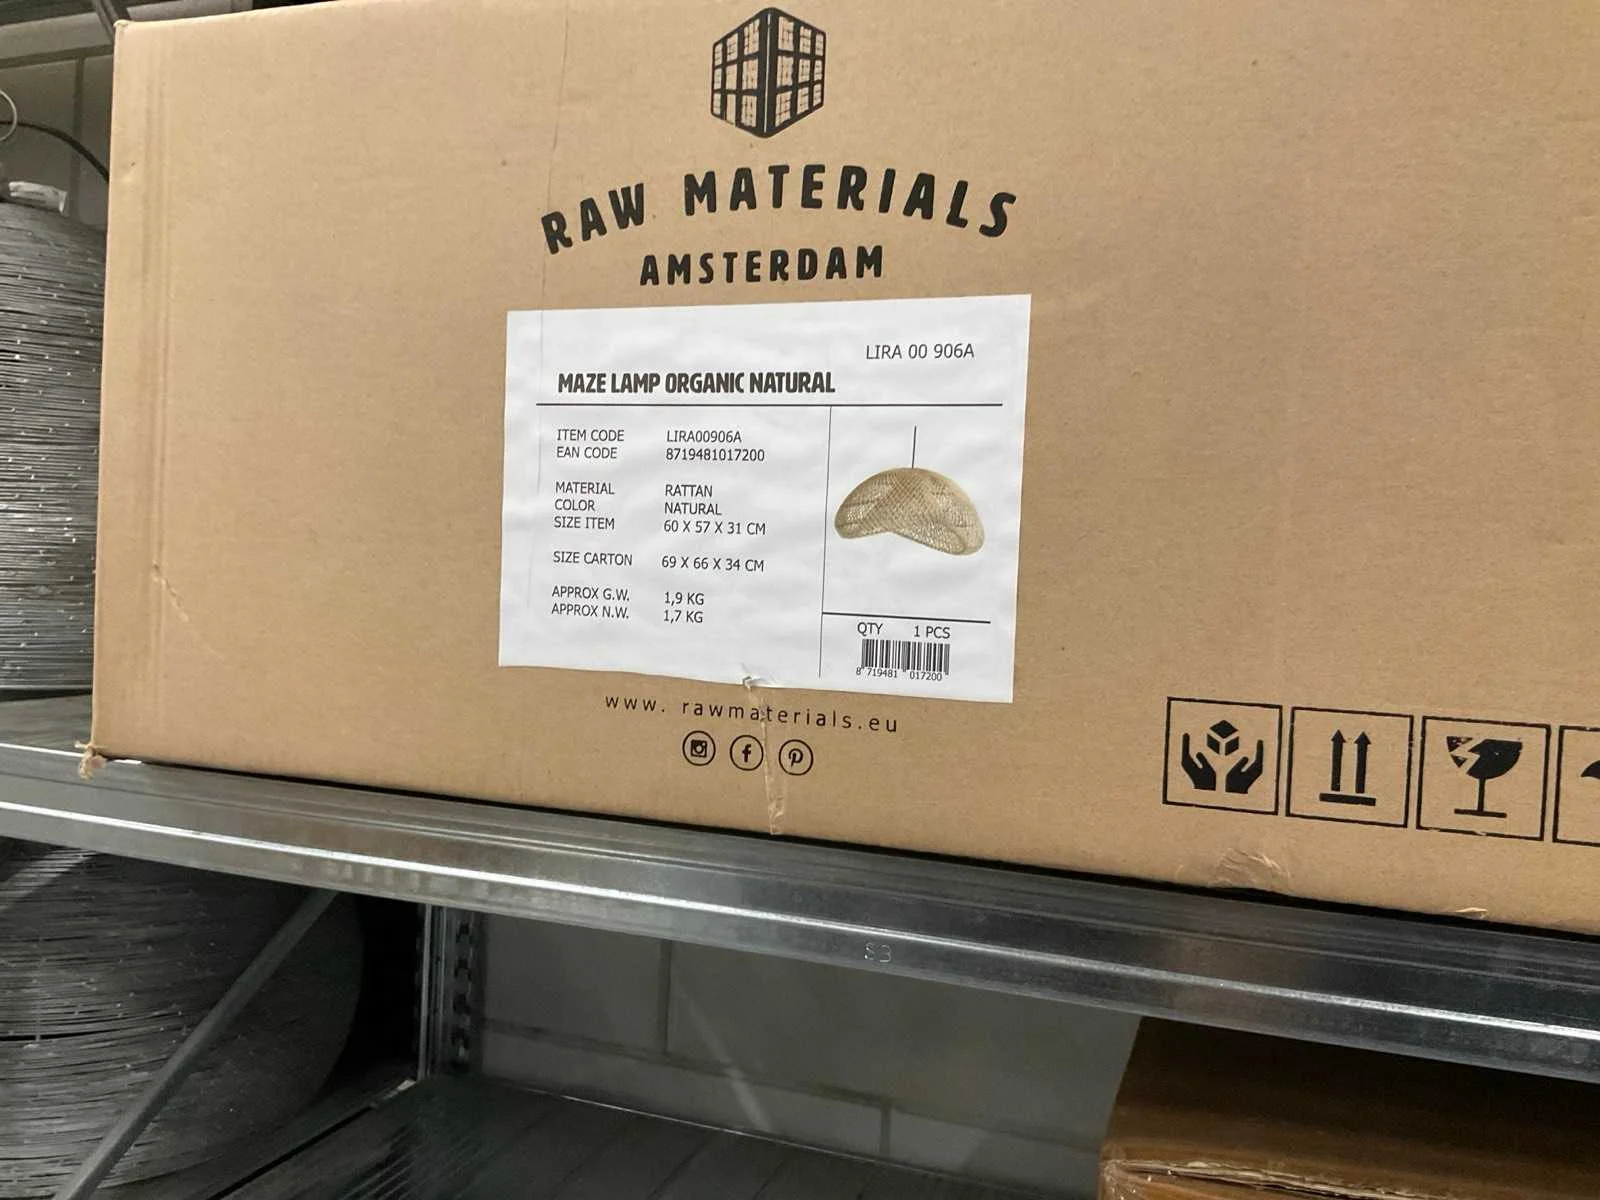 RAW MATERIALS
AMSTERDAM
LIRA 00 906A
MAZE LAMP ORGANIC NATURAL
ITEM CODE LIRA00906A
EAN CODE 8719481017200
MATERIAL RATTAN
COLOR NATURAL
SIZE ITEM 60 X 57 X 31 CM
SIZE CARTON 69 X 66 X 34 CM
APPROX G.W. 1,9 KG
APPROX N.W. 1,7 KG
QTY 1 PCS
8 719481 017200
www. rawmaterials.eu
S3